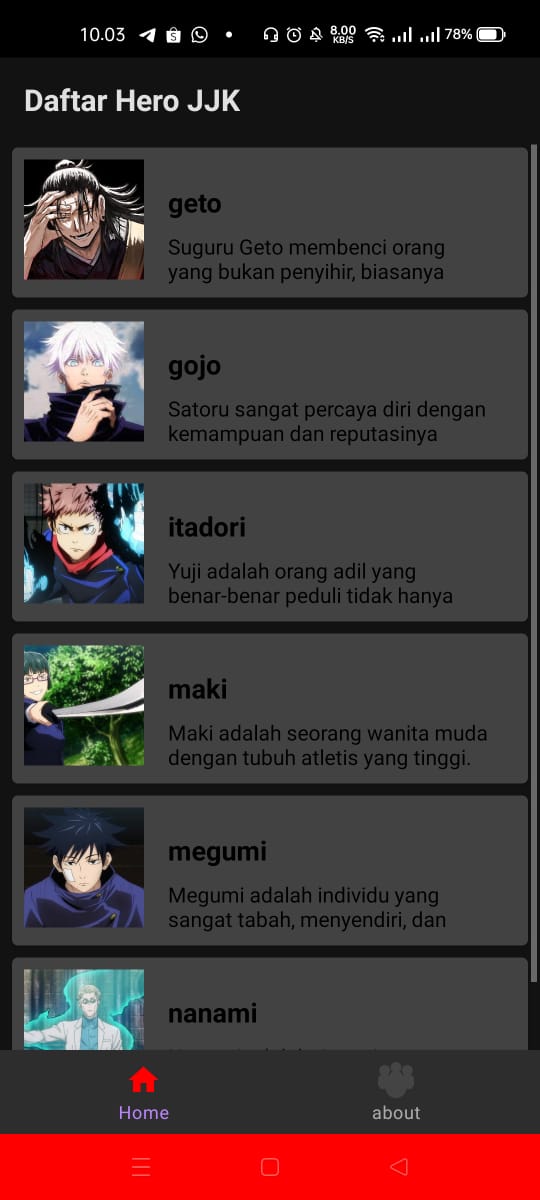 10.03
8.00
KB/S
78%
Daftar Hero JJK
geto
Suguru Geto membenci orang
yang bukan penyihir, biasanya
gojo
Satoru sangat percaya diri dengan
kemampuan dan reputasinya
itadori
Yuji adalah orang adil yang
benar-benar peduli tidak hanya
maki
Maki adalah seorang wanita muda
dengan tubuh atletis yang tinggi.
megumi
Megumi adalah individu yang
sangat tabah, menyendiri, dan
nanami
Home
about